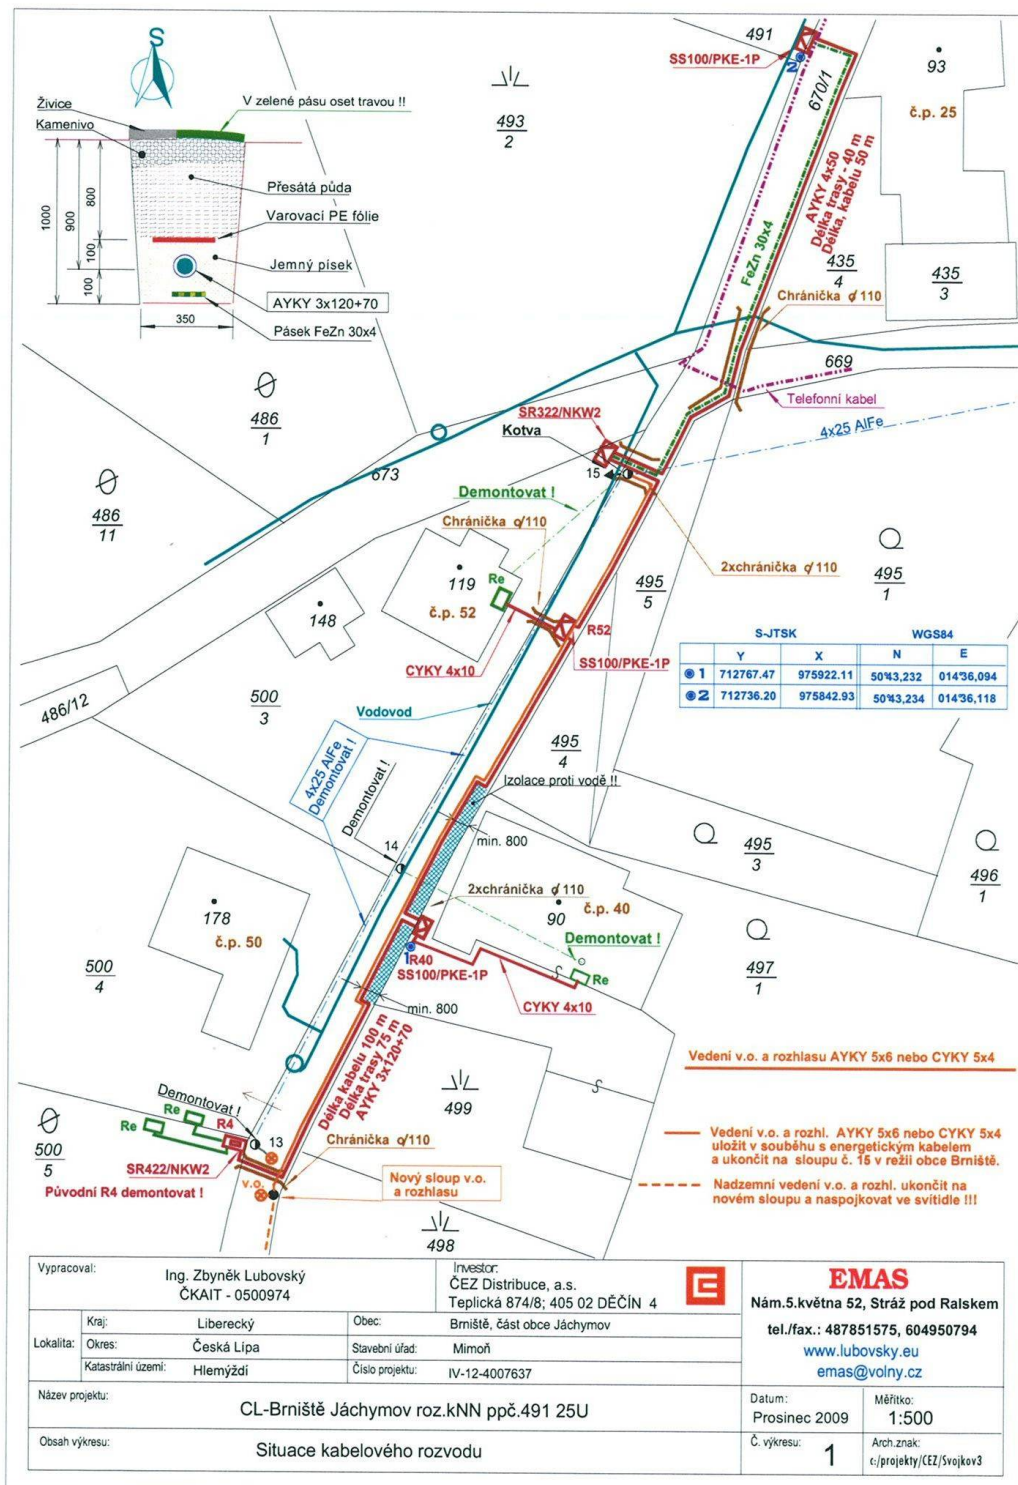 S
Živice
Kamenivo
V zelené pásu oset travou !!
Přesátá půda
Varovací PE fólie
Jemný písek
AYKY 3x120+70
Pásek FeZn 30x4
1000
900
800
100
100
350
491
SS100/PKE-1P
2
670/1
93
č.p. 25
493
2
AYKY 4x50
Délka trasy - 40 m
Délka, kabelu 50 m
FeZn 30x4
435
4
435
3
Chránička ∅ 110
669
Telefonní kabel
4x25 AlFe
SR322/NKW2
Kotva
15
486
1
673
486
11
Demontovat !
Chránička ∅110
2xchránička ∅ 110
495
1
495
5
Re
119
č.p. 52
148
R52
SS100/PKE-1P
CYKY 4x10
S-JTSK
WGS84
Y
X
N
E
1
712767.47
975922.11
014°36,094
2
712736.20
975842.93
014°36,118
486/12
500
3
Vodovod
4x25 AlFe
Demontovat !
Demontovat !
495
4
Izolace proti vodě !!
min. 800
14
495
3
496
1
178
č.p. 50
2xchránička ∅ 110
90
č.p. 40
Demontovat !
1
R40
SS100/PKE-1P
Re
CYKY 4x10
497
1
500
4
min. 800
Délka kabelu 100 m
Délka trasy 75 m
AYKY 3x120+70
499
Vedení v.o. a rozhlasu AYKY 5x6 nebo CYKY 5x4
Demontovat !
Re
Re
R4
13
Chránička ∅110
500
5
SR422/NKW2
Původní R4 demontovat !
v.o.
Nový sloup v.o.
a rozhlasu
498
Vedení v.o. a rozhl. AYKY 5x6 nebo CYKY 5x4
uložit v souběhu s energetickým kabelem
a ukončit na sloupu č. 15 v režii obce Brniště.
Nadzemní vedení v.o. a rozhl. ukončit na
novém sloupu a naspojkovat ve svítidle !!!
Vypracoval:
Ing. Zbyněk Lubovský
ČKAIT - 0500974
Investor:
ČEZ Distribuce, a.s.
Teplická 874/8; 405 02 DĚČÍN 4
EMAS
Nám.5.května 52, Stráž pod Ralskem
tel./fax.: 487851575, 604950794
www.lubovsky.eu
emas@volny.cz
Lokalita:
Kraj:
Liberecký
Obec:
Brniště, část obce Jáchymov
Okres:
Česká Lípa
Stavební úřad:
Mimoň
Katastrální území:
Hlemýždí
Číslo projektu:
IV-12-4007637
Název projektu:
CL-Brniště Jáchymov roz.kNN ppč.491 25U
Datum:
Prosinec 2009
Měřítko:
1:500
Obsah výkresu:
Situace kabelového rozvodu
Č. výkresu:
1
Arch.znak:
c:/projekty/CEZ/Svojkov3